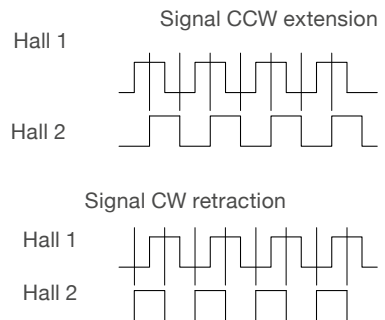 Signal CCW extension
Hall 1
Hall 2
Signal CW retraction
Hall 1
Hall 2